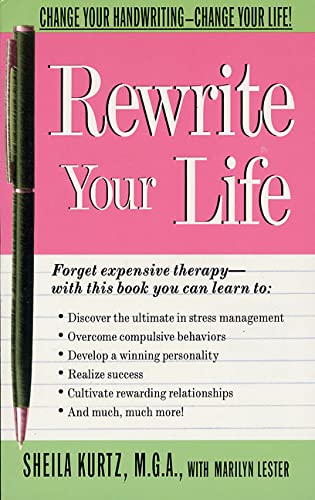 CHANGE YOUR HANDWRITING—CHANGE YOUR LIFE!
Rewrite
Your Life
Forget expensive therapy—
with this book you can learn to:
• Discover the ultimate in stress management
• Overcome compulsive behaviors
• Develop a winning personality
• Realize success
• Cultivate rewarding relationships
• And much, much more!
SHEILA KURTZ, M.G.A., WITH MARILYN LESTER